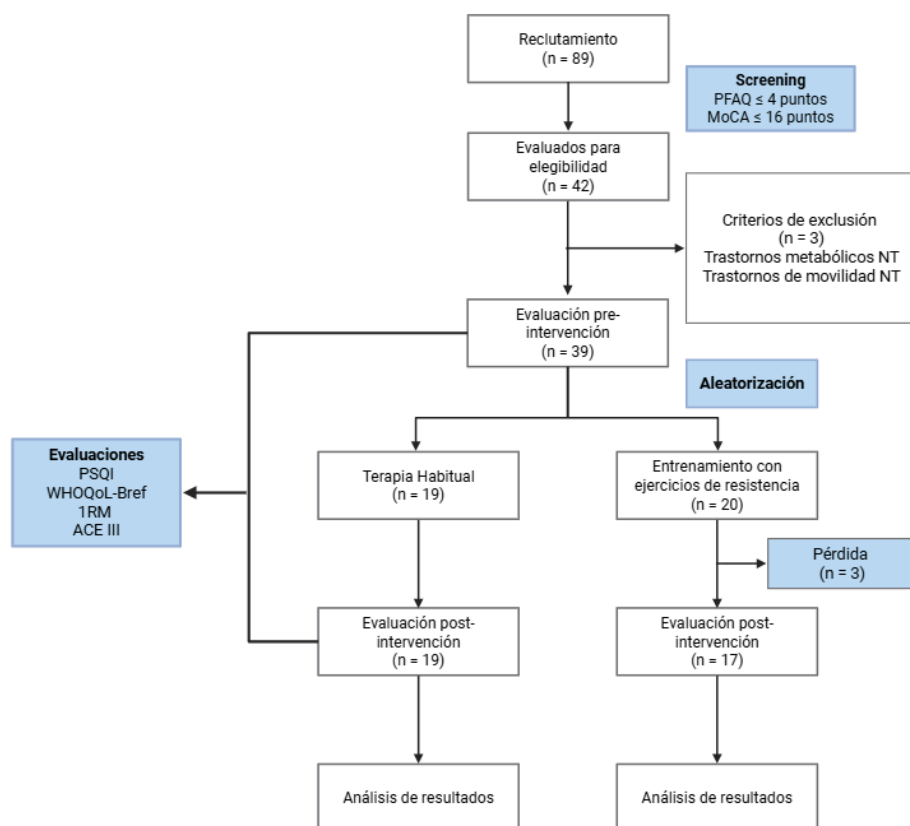 Reclutamiento
(n = 89)
Screening
PFAQ ≤ 4 puntos
MoCA ≤ 16 puntos
Evaluados para
elegibilidad
(n = 42)
Criterios de exclusión
(n = 3)
Trastornos metabólicos NT
Trastornos de movilidad NT
Evaluación pre-
intervención
(n = 39)
Aleatorización
Evaluaciones
PSQI
WHOQoL-Bref
1RM
ACE III
Terapia Habitual
(n = 19)
Entrenamiento con
ejercicios de resistencia
(n = 20)
Pérdida
(n = 3)
Evaluación post-
intervención
(n = 19)
Evaluación post-
intervención
(n = 17)
Análisis de resultados
Análisis de resultados